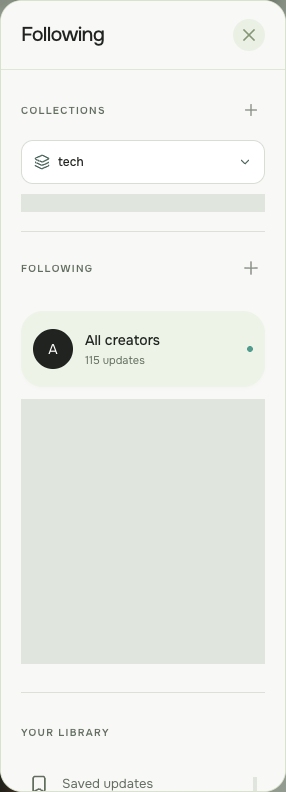 Following
COLLECTIONS
tech
FOLLOWING
A
All creators
115 updates
YOUR LIBRARY
Saved updates